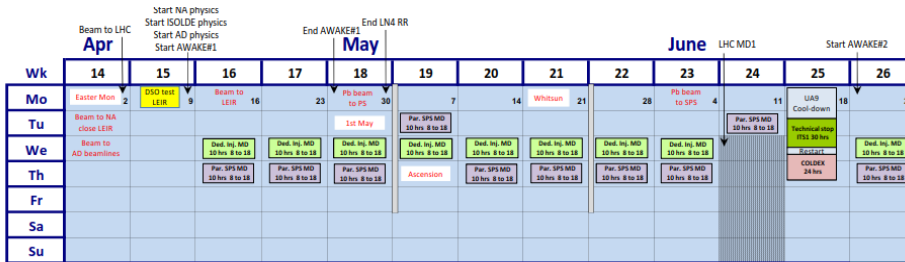 Start NA physics
Start ISOLDE physics
Start AD physics
Start AWAKE#1
Beam to LHC
End AWAKE#1
End LN4 RR
LHC MD1
Start AWAKE#2
Apr May June
Wk 14 15 16 17 18 19 20 21 22 23 24 25 26
Mo Easter Mon 2 DSO test LEIR 9 Beam to LEIR 16 23 Pb beam to PS 30 7 14 Whitsun 21 28 Pb beam to SPS 4 11 UA9 Cool-down 18
Tu Beam to NA close LEIR 1st May Par. SPS MD 10 hrs 8 to 18 Par. SPS MD 10 hrs 8 to 18 Technical stop ITS1 30 hrs
We Beam to AD beamlines Ded. Inj. MD 10 hrs 8 to 18 Ded. Inj. MD 10 hrs 8 to 18 Ded. Inj. MD 10 hrs 8 to 18 Ded. Inj. MD 10 hrs 8 to 18 Ded. Inj. MD 10 hrs 8 to 18 Ded. Inj. MD 10 hrs 8 to 18 Ded. Inj. MD 10 hrs 8 to 18 Ded. Inj. MD 10 hrs 8 to 18 Restart Ded. Inj. MD 10 hrs 8 to 18
Th Par. SPS MD 10 hrs 8 to 18 Par. SPS MD 10 hrs 8 to 18 Par. SPS MD 10 hrs 8 to 18 Ascension Par. SPS MD 10 hrs 8 to 18 Par. SPS MD 10 hrs 8 to 18 Par. SPS MD 10 hrs 8 to 18 Par. SPS MD 10 hrs 8 to 18 COLDEX 24 hrs Par. SPS MD 10 hrs 8 to 18
Fr
Sa
Su